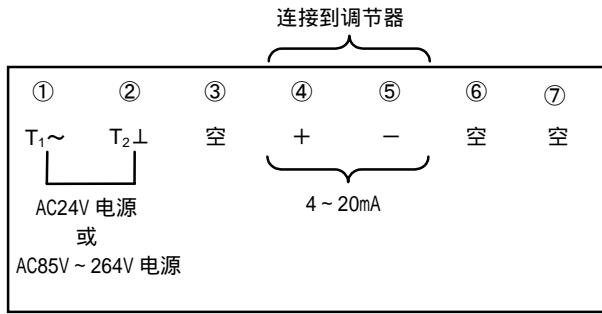 连接到调节器
① ② ③ ④ ⑤ ⑥ ⑦
T₁～ T₂⊥ 空 + － 空 空
AC24V 电源 4～20mA
或
AC85V～264V 电源